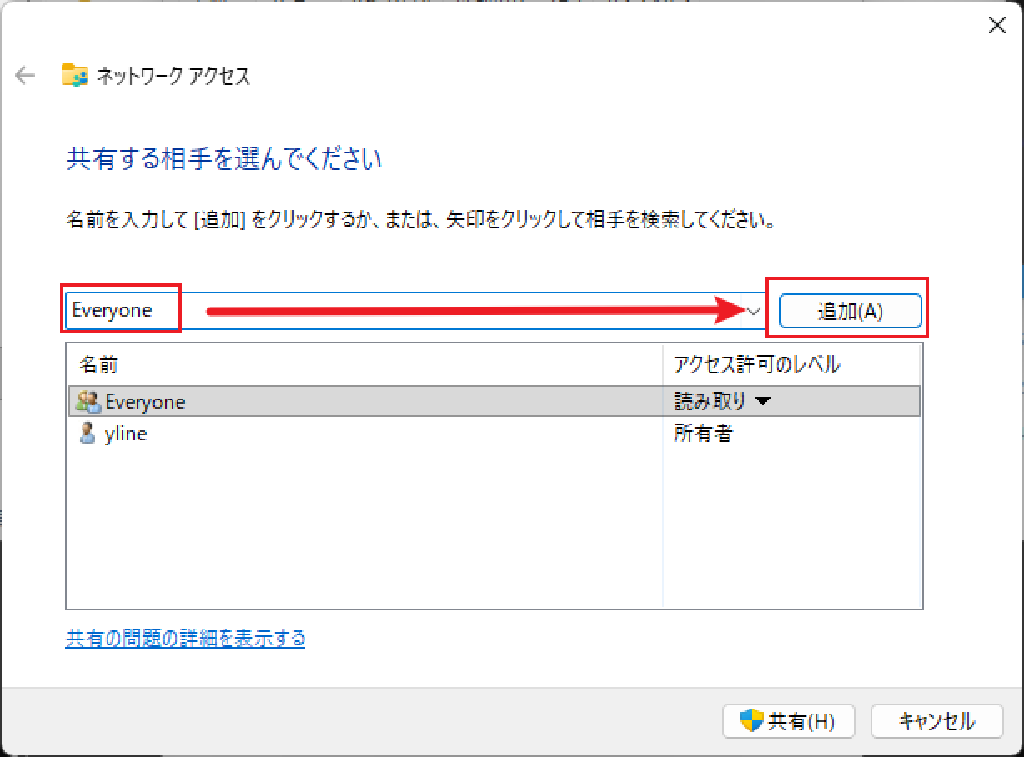 ネットワーク アクセス
共有する相手を選んでください
名前を入力して [追加] をクリックするか、または、矢印をクリックして相手を検索してください。
Everyone
追加(A)
名前 アクセス許可のレベル
Everyone 読み取り
yline 所有者
共有の問題の詳細を表示する
共有(H) キャンセル